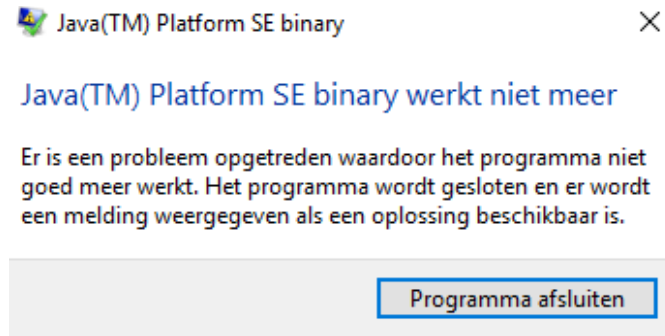 Java(TM) Platform SE binary
Java(TM) Platform SE binary werkt niet meer
Er is een probleem opgetreden waardoor het programma niet
goed meer werkt. Het programma wordt gesloten en er wordt
een melding weergegeven als een oplossing beschikbaar is.
Programma afsluiten